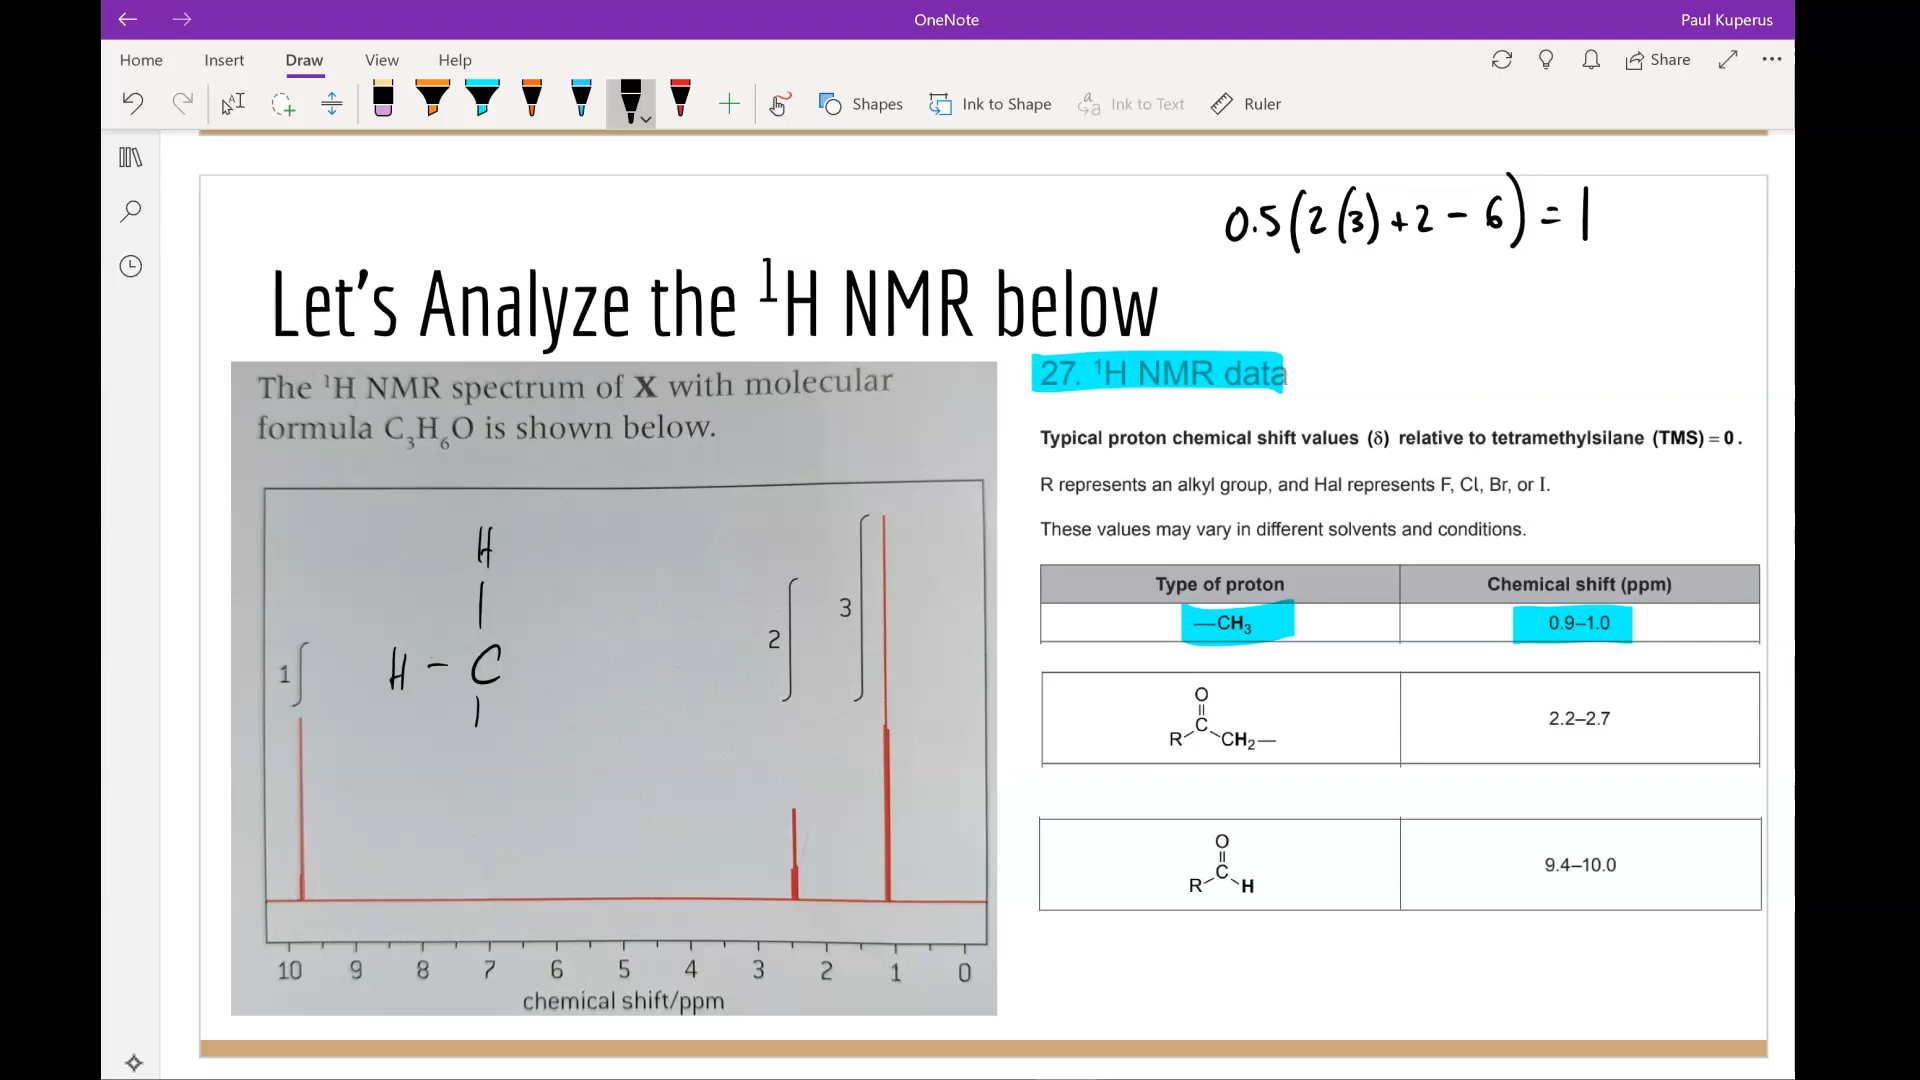 OneNote
Paul Kuperus
Home Insert Draw View Help
Share
Shapes Ink to Shape Ink to Text Ruler
0.5(2(3)+2-6)=1
Let's Analyze the ¹H NMR below
The ¹H NMR spectrum of X with molecular
formula C₃H₆O is shown below.
H
H - C
1
2
3
10 9 8 7 6 5 4 3 2 1 0
chemical shift/ppm
27. ¹H NMR data
Typical proton chemical shift values (δ) relative to tetramethylsilane (TMS) = 0.
R represents an alkyl group, and Hal represents F, Cl, Br, or I.
These values may vary in different solvents and conditions.
Type of proton Chemical shift (ppm)
—CH₃ 0.9–1.0
O
C
R CH₂— 2.2–2.7
O
C
R H 9.4–10.0